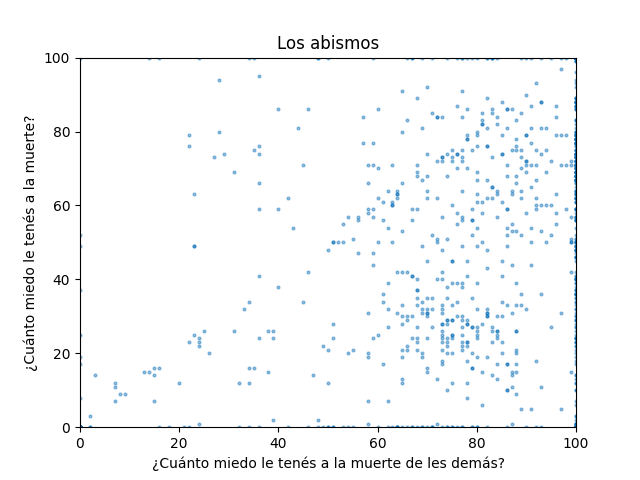 Los abismos
100
80
60
40
20
0
¿Cuánto miedo le tenés a la muerte?
0 20 40 60 80 100
¿Cuánto miedo le tenés a la muerte de les demás?